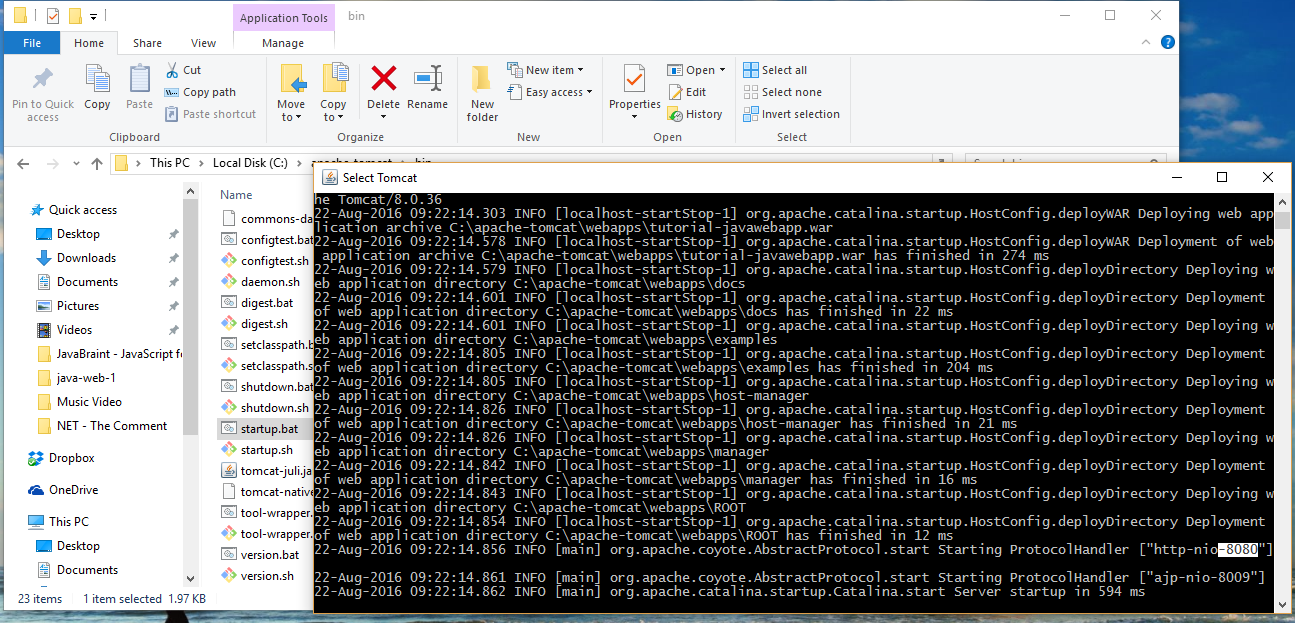 Application Tools
bin
File
Home
Share
View
Manage
Pin to Quick access
Copy
Paste
Cut
Copy path
Paste shortcut
Clipboard
Move to
Copy to
Delete
Rename
Organize
New folder
New item
Easy access
New
Properties
Open
Edit
History
Open
Select all
Select none
Invert selection
Select
This PC
Local Disk (C:)
Quick access
Desktop
Downloads
Documents
Pictures
Videos
JavaBraint - JavaScript f
java-web-1
Music Video
NET - The Comment
Dropbox
OneDrive
This PC
Desktop
Documents
23 items
1 item selected 1.97 KB
Name
commons-da
configtest.bat
configtest.sh
daemon.sh
digest.bat
digest.sh
setclasspath.b
setclasspath.s
shutdown.bat
shutdown.sh
startup.bat
startup.sh
tomcat-juli.ja
tomcat-native
tool-wrapper.
tool-wrapper.
version.bat
version.sh
Select Tomcat
he Tomcat/8.0.36
22-Aug-2016 09:22:14.303 INFO [localhost-startStop-1] org.apache.catalina.startup.HostConfig.deployWAR Deploying web app
lication archive C:\apache-tomcat\webapps\tutorial-javawebapp.war
22-Aug-2016 09:22:14.578 INFO [localhost-startStop-1] org.apache.catalina.startup.HostConfig.deployWAR Deployment of web
application archive C:\apache-tomcat\webapps\tutorial-javawebapp.war has finished in 274 ms
22-Aug-2016 09:22:14.579 INFO [localhost-startStop-1] org.apache.catalina.startup.HostConfig.deployDirectory Deploying w
eb application directory C:\apache-tomcat\webapps\docs
22-Aug-2016 09:22:14.601 INFO [localhost-startStop-1] org.apache.catalina.startup.HostConfig.deployDirectory Deployment
of web application directory C:\apache-tomcat\webapps\docs has finished in 22 ms
22-Aug-2016 09:22:14.601 INFO [localhost-startStop-1] org.apache.catalina.startup.HostConfig.deployDirectory Deploying w
eb application directory C:\apache-tomcat\webapps\examples
22-Aug-2016 09:22:14.805 INFO [localhost-startStop-1] org.apache.catalina.startup.HostConfig.deployDirectory Deployment
of web application directory C:\apache-tomcat\webapps\examples has finished in 204 ms
22-Aug-2016 09:22:14.805 INFO [localhost-startStop-1] org.apache.catalina.startup.HostConfig.deployDirectory Deploying w
eb application directory C:\apache-tomcat\webapps\host-manager
22-Aug-2016 09:22:14.826 INFO [localhost-startStop-1] org.apache.catalina.startup.HostConfig.deployDirectory Deployment
of web application directory C:\apache-tomcat\webapps\host-manager has finished in 21 ms
22-Aug-2016 09:22:14.826 INFO [localhost-startStop-1] org.apache.catalina.startup.HostConfig.deployDirectory Deploying w
eb application directory C:\apache-tomcat\webapps\manager
22-Aug-2016 09:22:14.842 INFO [localhost-startStop-1] org.apache.catalina.startup.HostConfig.deployDirectory Deployment
of web application directory C:\apache-tomcat\webapps\manager has finished in 16 ms
22-Aug-2016 09:22:14.843 INFO [localhost-startStop-1] org.apache.catalina.startup.HostConfig.deployDirectory Deploying w
eb application directory C:\apache-tomcat\webapps\ROOT
22-Aug-2016 09:22:14.854 INFO [localhost-startStop-1] org.apache.catalina.startup.HostConfig.deployDirectory Deployment
of web application directory C:\apache-tomcat\webapps\ROOT has finished in 12 ms
22-Aug-2016 09:22:14.856 INFO [main] org.apache.coyote.AbstractProtocol.start Starting ProtocolHandler ["http-nio-8080"]
22-Aug-2016 09:22:14.861 INFO [main] org.apache.coyote.AbstractProtocol.start Starting ProtocolHandler ["ajp-nio-8009"]
22-Aug-2016 09:22:14.862 INFO [main] org.apache.catalina.startup.Catalina.start Server startup in 594 ms